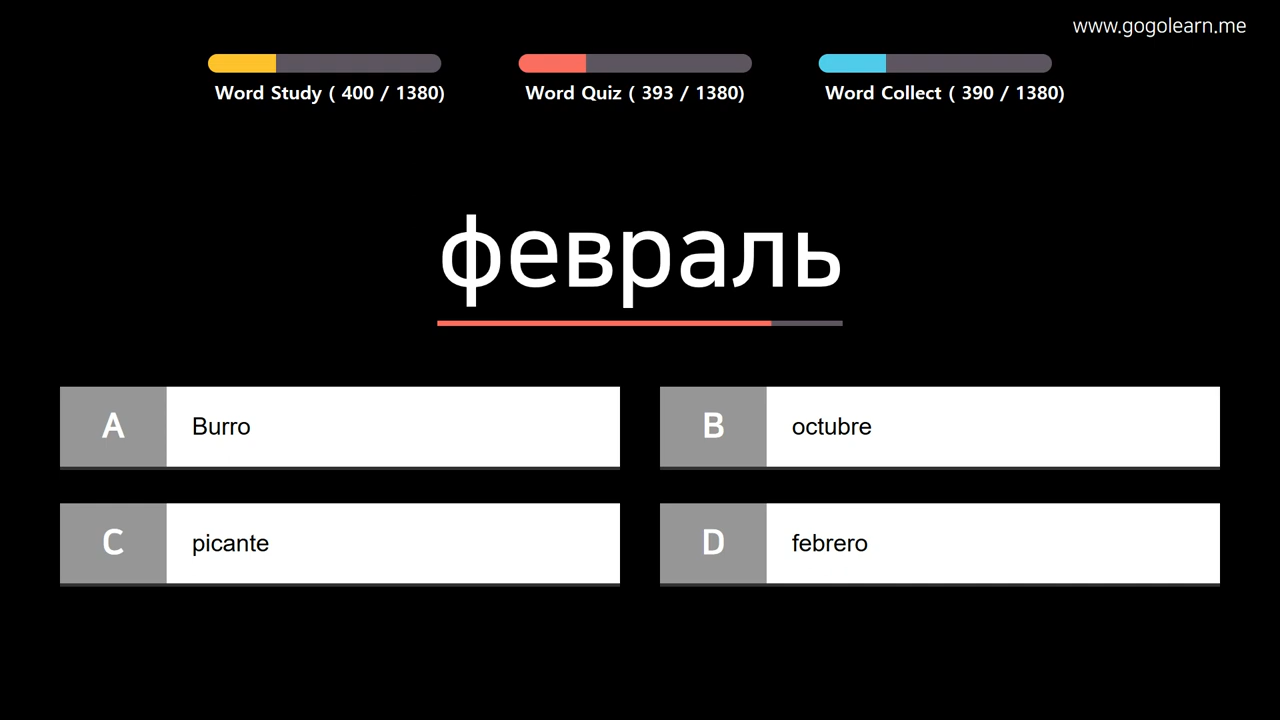 www.gogolearn.me
Word Study ( 400 / 1380)
Word Quiz ( 393 / 1380)
Word Collect ( 390 / 1380)
февраль
A Burro
B octubre
C picante
D febrero